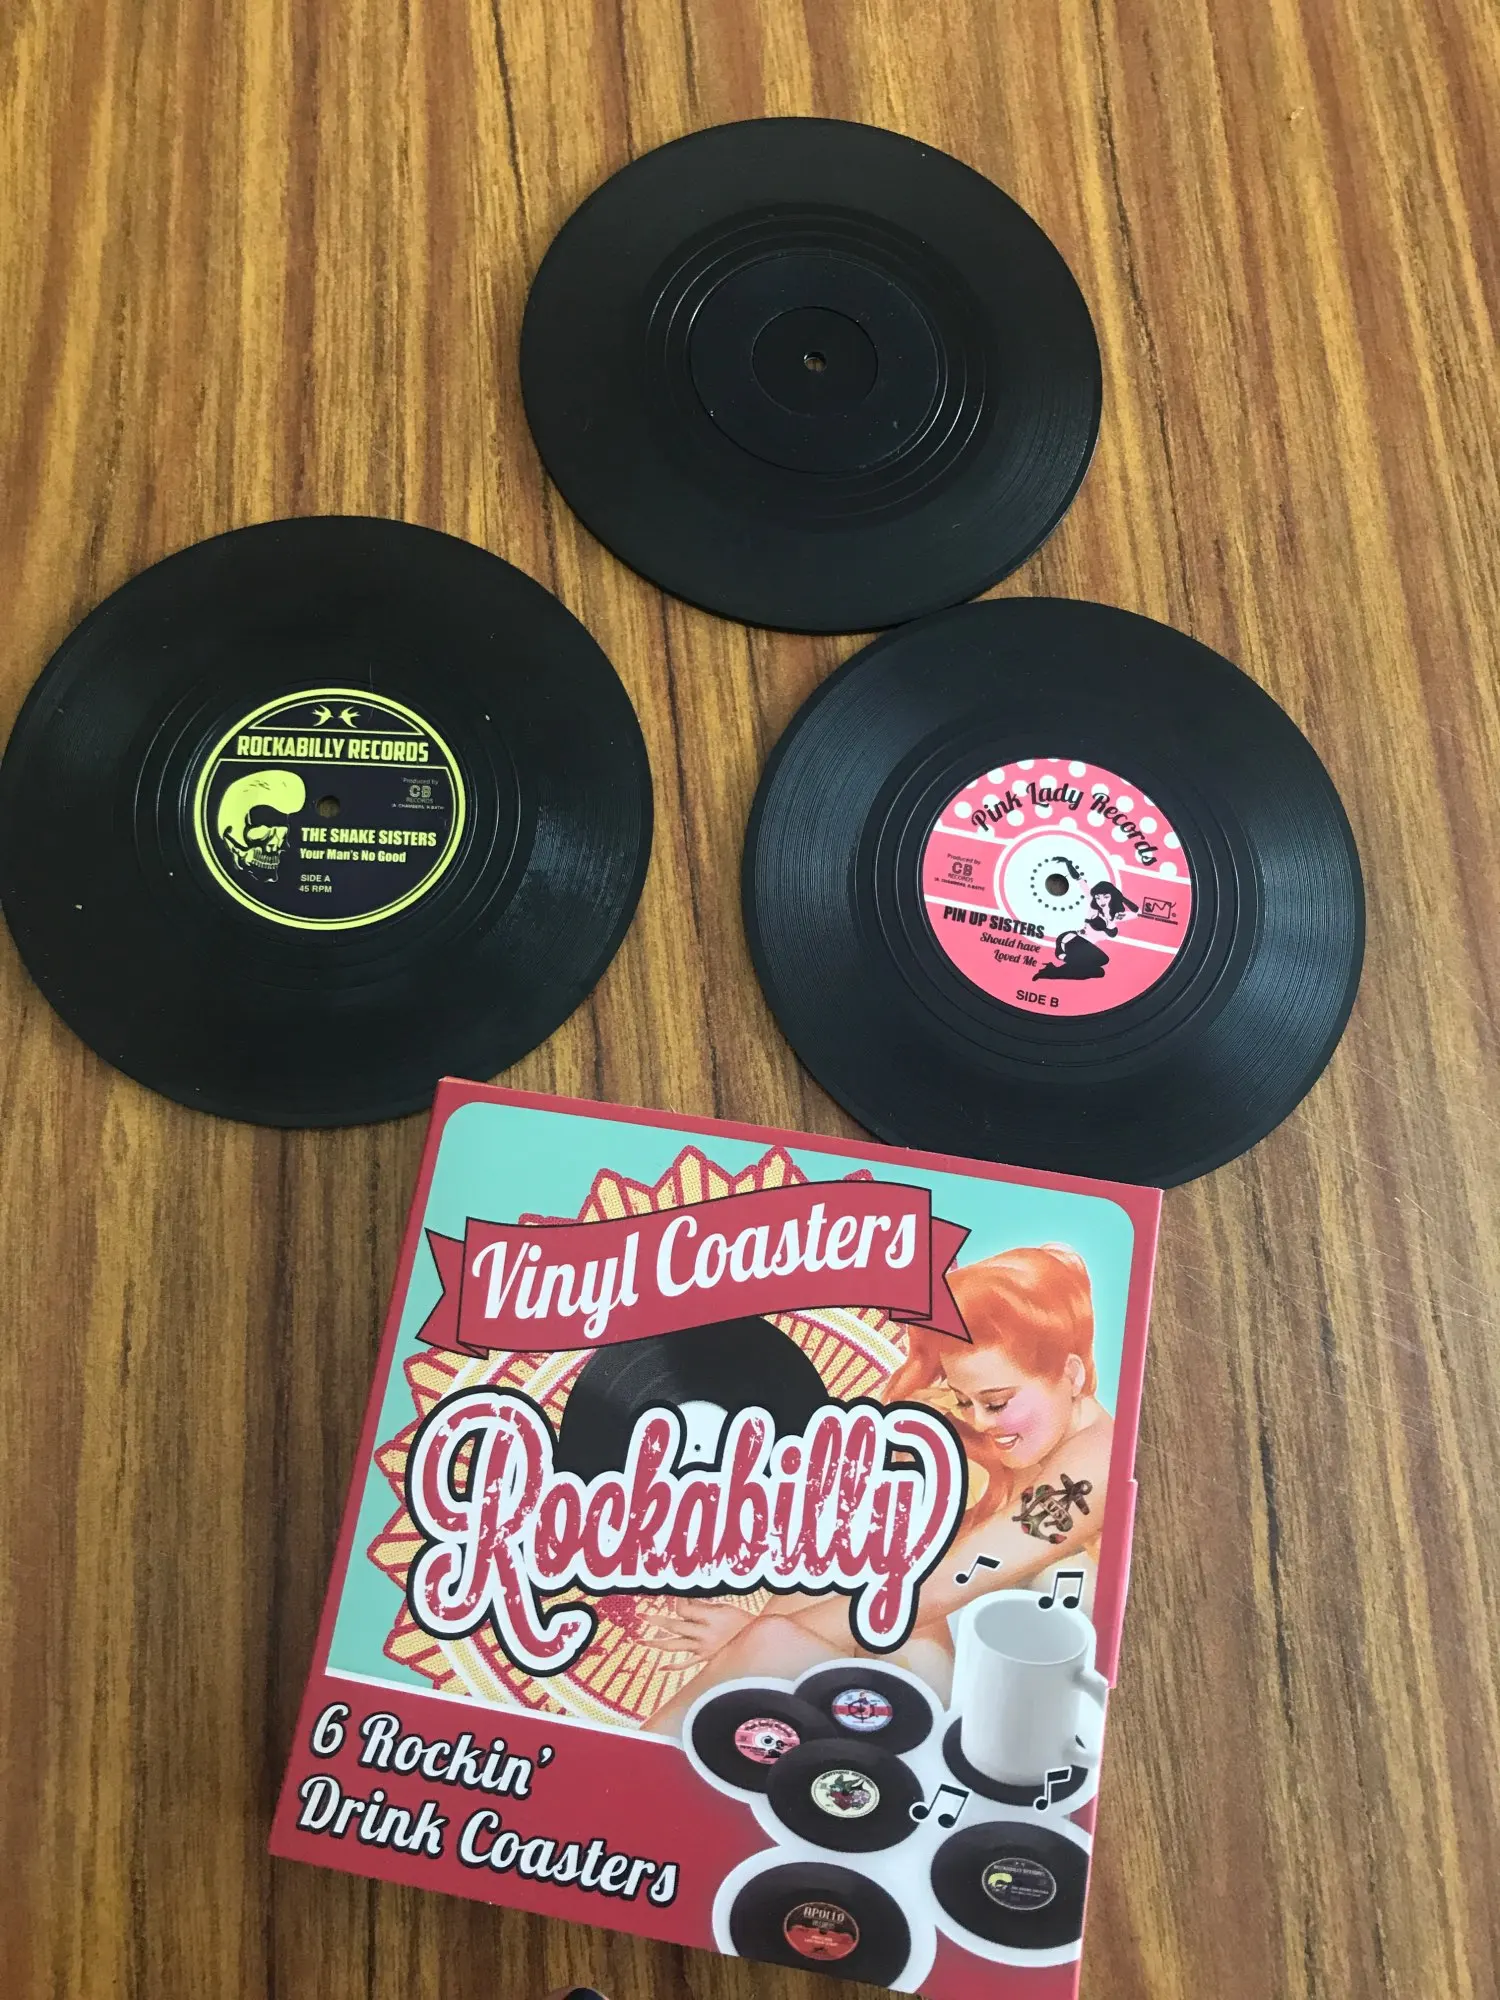 ROCKABILLY RECORDS
Produced by
CB
RECORDS
THE SHAKE SISTERS
Your Man's No Good
SIDE A
45 RPM
Pink Lady Records
Produced by
CB
RECORDS
PIN UP SISTERS
Should have
Loved Me
SIDE B
Vinyl Coasters
Rockabilly
6 Rockin'
Drink Coasters
APOLLO